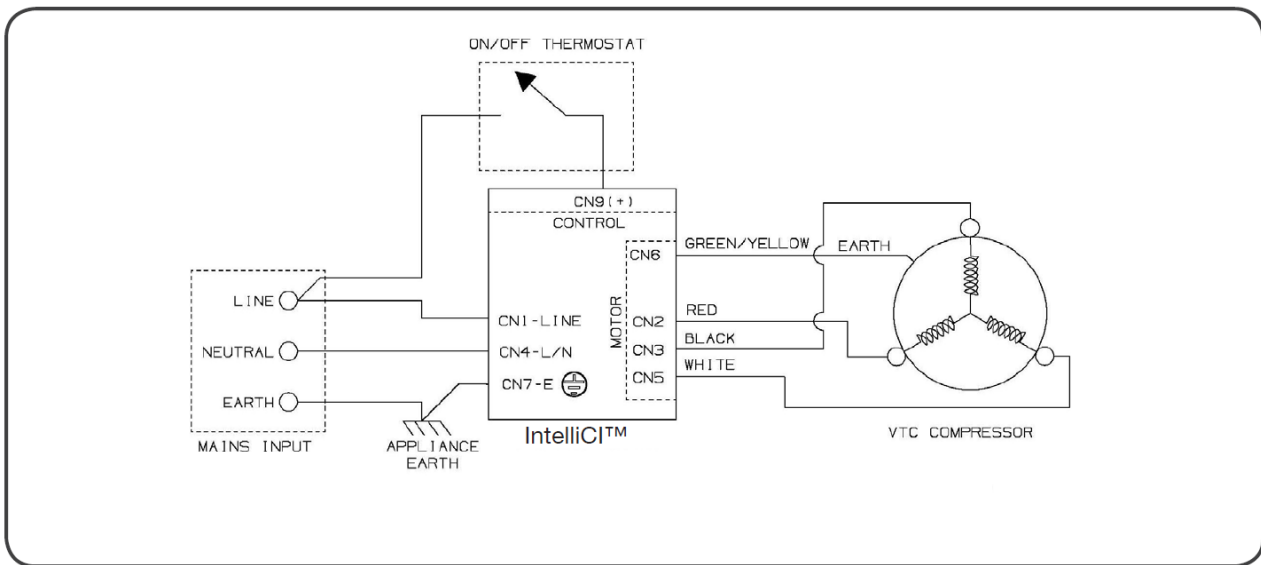 ON/OFF THERMOSTAT
CN9(+)
CONTROL
GREEN/YELLOW
EARTH
CN6
MOTOR
LINE
CN1-LINE
CN2
RED
NEUTRAL
CN4-L/N
CN3
BLACK
CN7-E
CN5
WHITE
EARTH
MAINS INPUT
APPLIANCE
EARTH
IntelliCI™
VTC COMPRESSOR